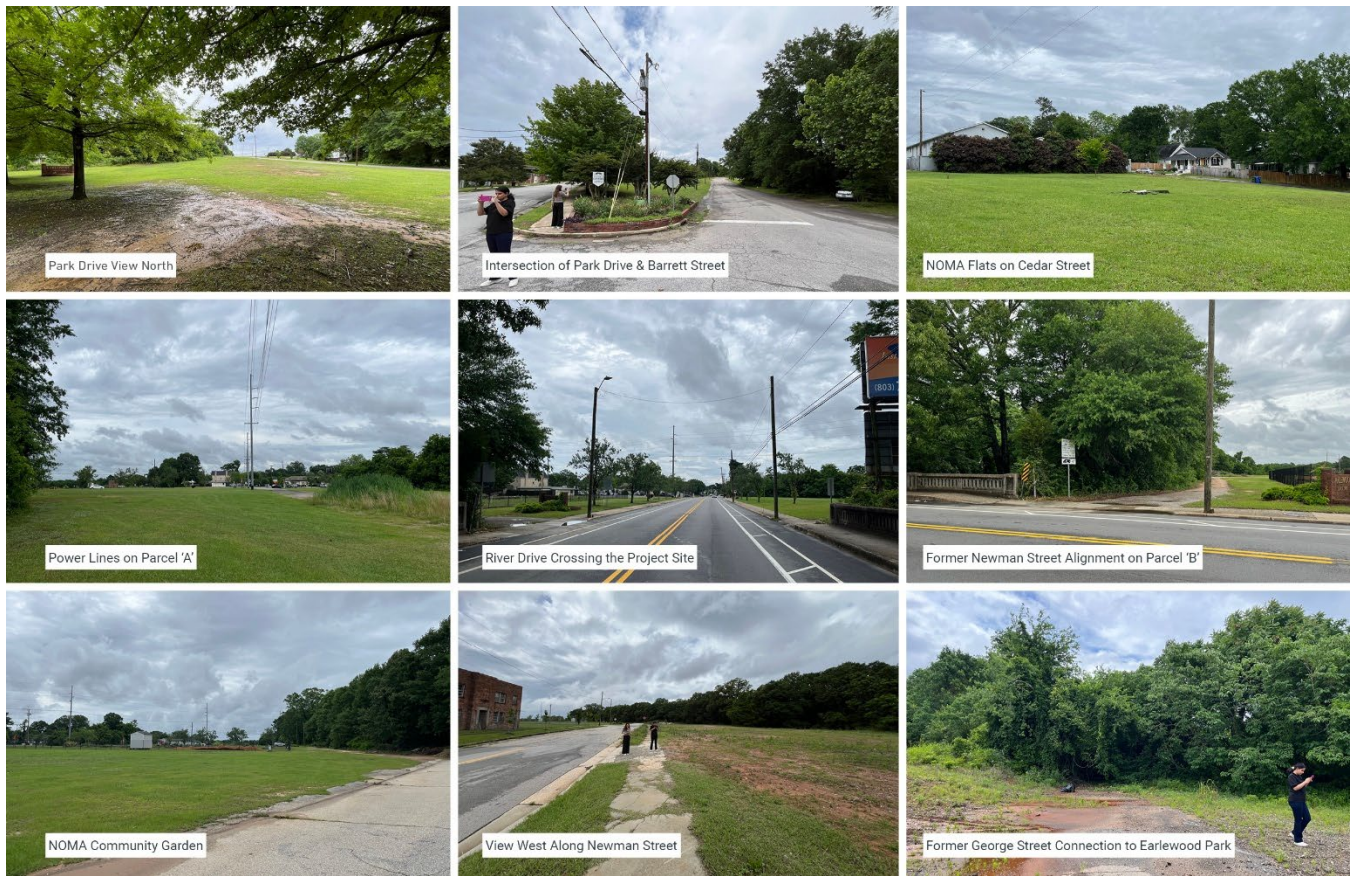 Park Drive View North
Intersection of Park Drive & Barrett Street
NOMA Flats on Cedar Street
Power Lines on Parcel 'A'
(803)
River Drive Crossing the Project Site
Former Newman Street Alignment on Parcel 'B'
NOMA Community Garden
View West Along Newman Street
Former George Street Connection to Earlewood Park